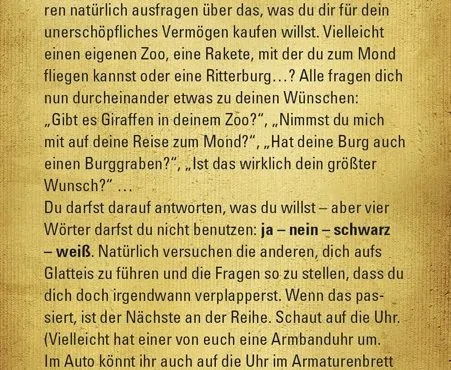 ren natürlich ausfragen über das, was du dir für dein
unerschöpfliches Vermögen kaufen willst. Vielleicht
einen eigenen Zoo, eine Rakete, mit der du zum Mond
fliegen kannst oder eine Ritterburg…? Alle fragen dich
nun durcheinander etwas zu deinen Wünschen:
„Gibt es Giraffen in deinem Zoo?“, „Nimmst du mich
mit auf deine Reise zum Mond?“, „Hat deine Burg auch
einen Burggraben?“, „Ist das wirklich dein größter
Wunsch?“ …
Du darfst darauf antworten, was du willst – aber vier
Wörter darfst du nicht benutzen: ja – nein – schwarz
– weiß. Natürlich versuchen die anderen, dich aufs
Glatteis zu führen und die Fragen so zu stellen, dass du
dich doch irgendwann verplapperst. Wenn das pas-
siert, ist der Nächste an der Reihe. Schaut auf die Uhr.
(Vielleicht hat einer von euch eine Armbanduhr um.
Im Auto könnt ihr auch auf die Uhr im Armaturenbrett